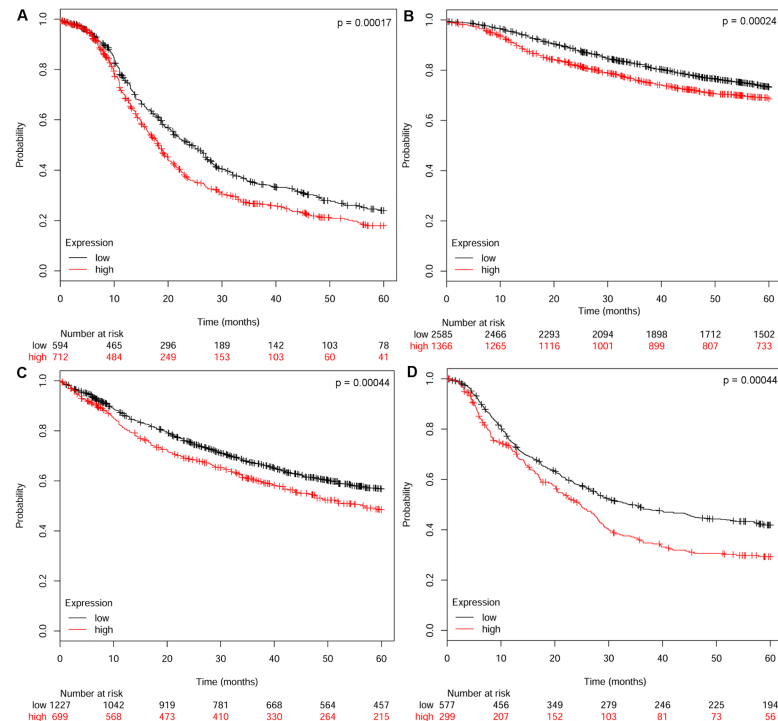 A
p = 0.00017
Probability
1.0
0.8
0.6
0.4
0.2
0.0
Expression
low
high
0 10 20 30 40 50 60
Time (months)
Number at risk
low 594 465 296 189 142 103 78
high 712 484 249 153 103 60 41
B
p = 0.00024
Probability
1.0
0.8
0.6
0.4
0.2
0.0
Expression
low
high
0 10 20 30 40 50 60
Time (months)
Number at risk
low 2585 2466 2293 2094 1898 1712 1502
high 1366 1265 1116 1001 899 807 733
C
p = 0.00044
Probability
1.0
0.8
0.6
0.4
0.2
0.0
Expression
low
high
0 10 20 30 40 50 60
Time (months)
Number at risk
low 1227 1042 919 781 668 564 457
high 699 568 473 410 330 264 215
D
p = 0.00044
Probability
1.0
0.8
0.6
0.4
0.2
0.0
Expression
low
high
0 10 20 30 40 50 60
Time (months)
Number at risk
low 577 456 349 279 246 225 194
high 299 207 152 103 81 73 56